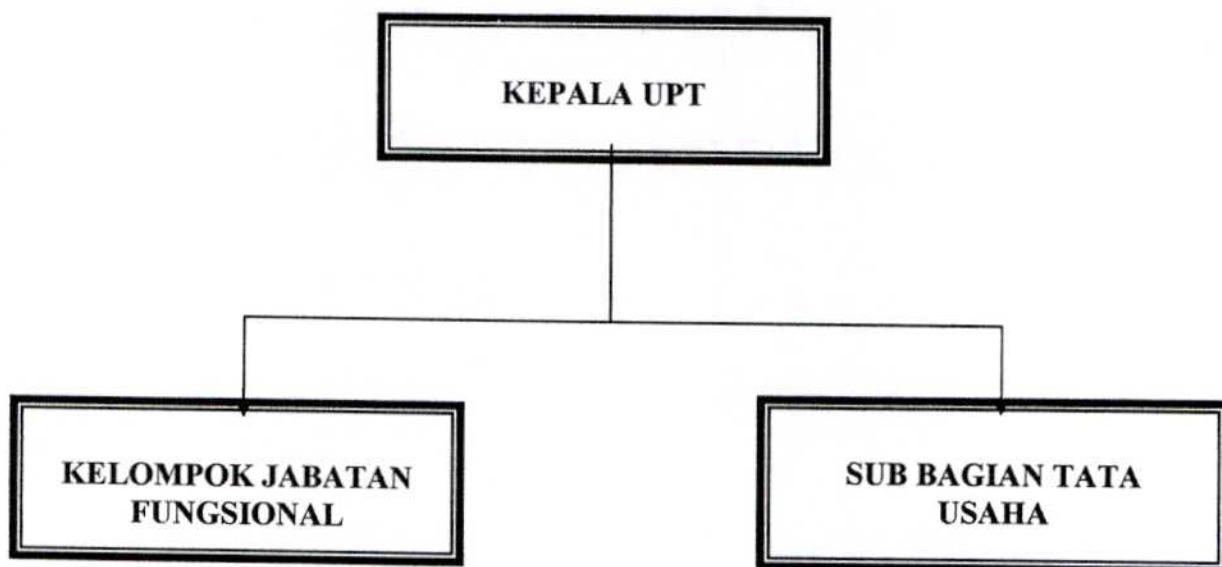 KEPALA UPT
KELOMPOK JABATAN
FUNGSIONAL
SUB BAGIAN TATA
USAHA